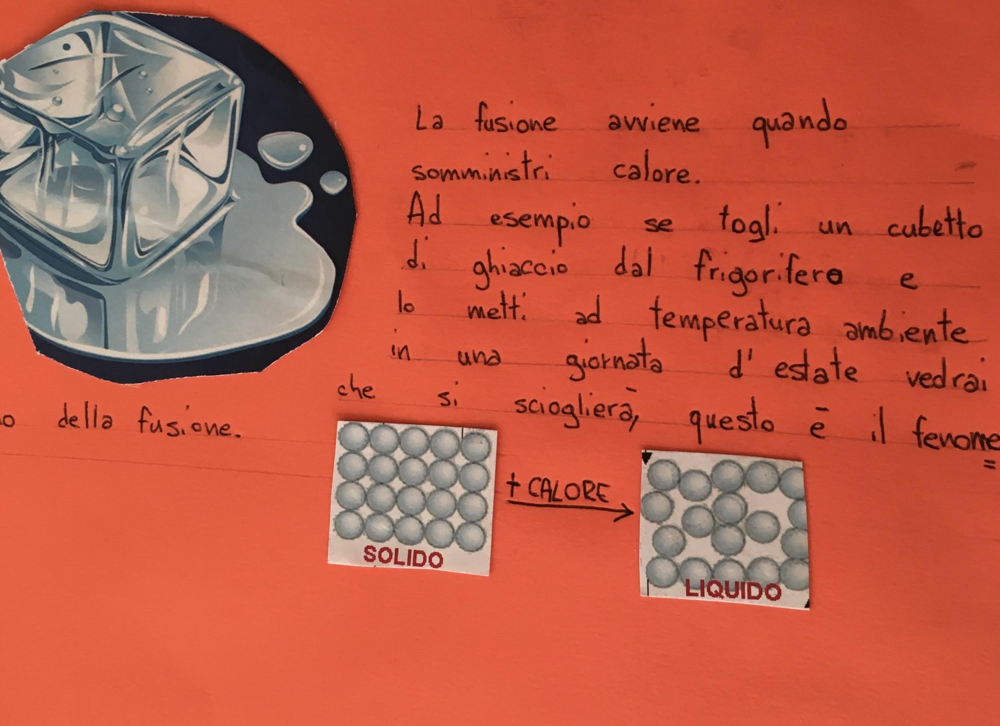 La fusione avviene quando
somministri calore.
Ad esempio se togli un cubetto
di ghiaccio dal frigorifero e
lo metti ad temperatura ambiente
in una giornata d'estate vedrai
che si scioglierà, questo è il fenome=
no della fusione.
+ CALORE
SOLIDO
LIQUIDO